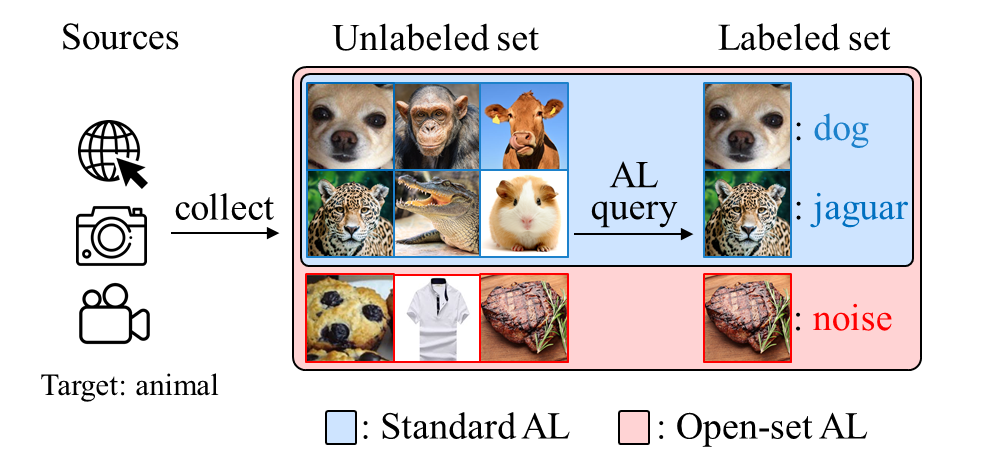 Sources
Unlabeled set
Labeled set
: dog
AL
query
collect
: jaguar
: noise
Target: animal
: Standard AL
: Open-set AL